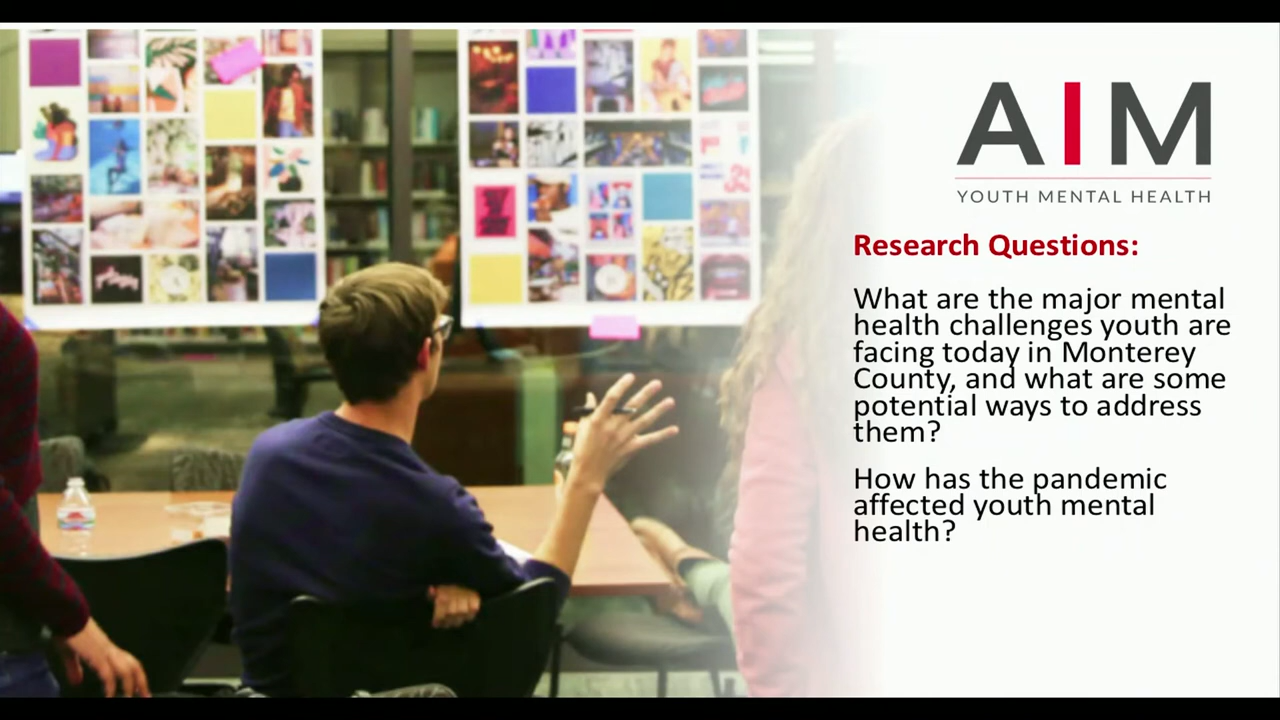 AIM
YOUTH MENTAL HEALTH
Research Questions:
What are the major mental
health challenges youth are
facing today in Monterey
County, and what are some
potential ways to address
them?
How has the pandemic
affected youth mental
health?